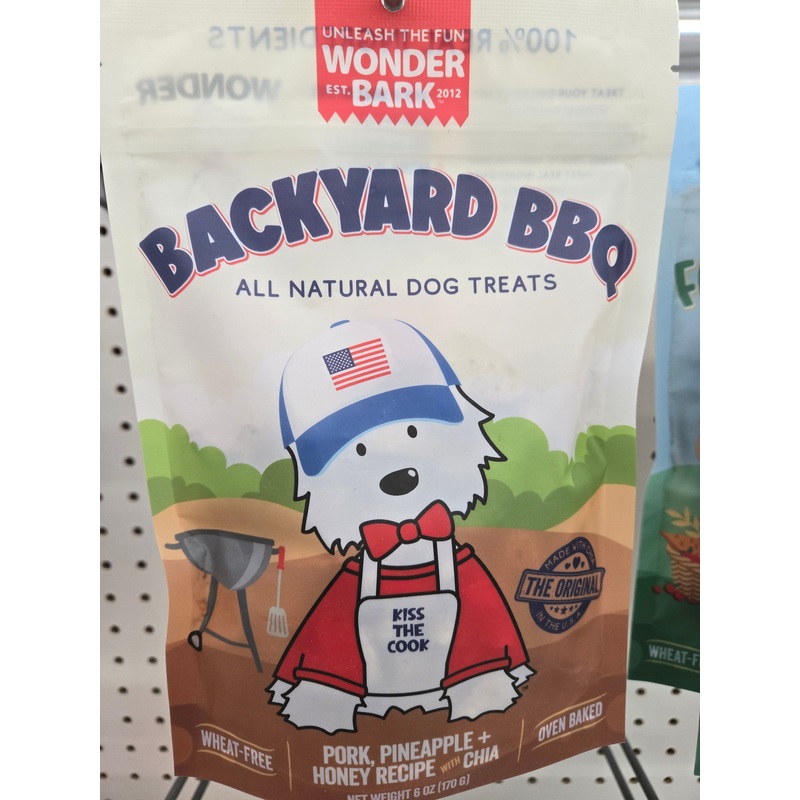 UNLEASH THE FUN
WONDER
EST. BARK 2012
BACKYARD BBQ
ALL NATURAL DOG TREATS
KISS
THE
COOK
MADE WITH
THE ORIGINAL
IN THE U.S.A
WHEAT-FREE
PORK, PINEAPPLE +
HONEY RECIPE WITH CHIA
OVEN BAKED
NET WEIGHT 6 OZ (170 G)
WHEAT-F